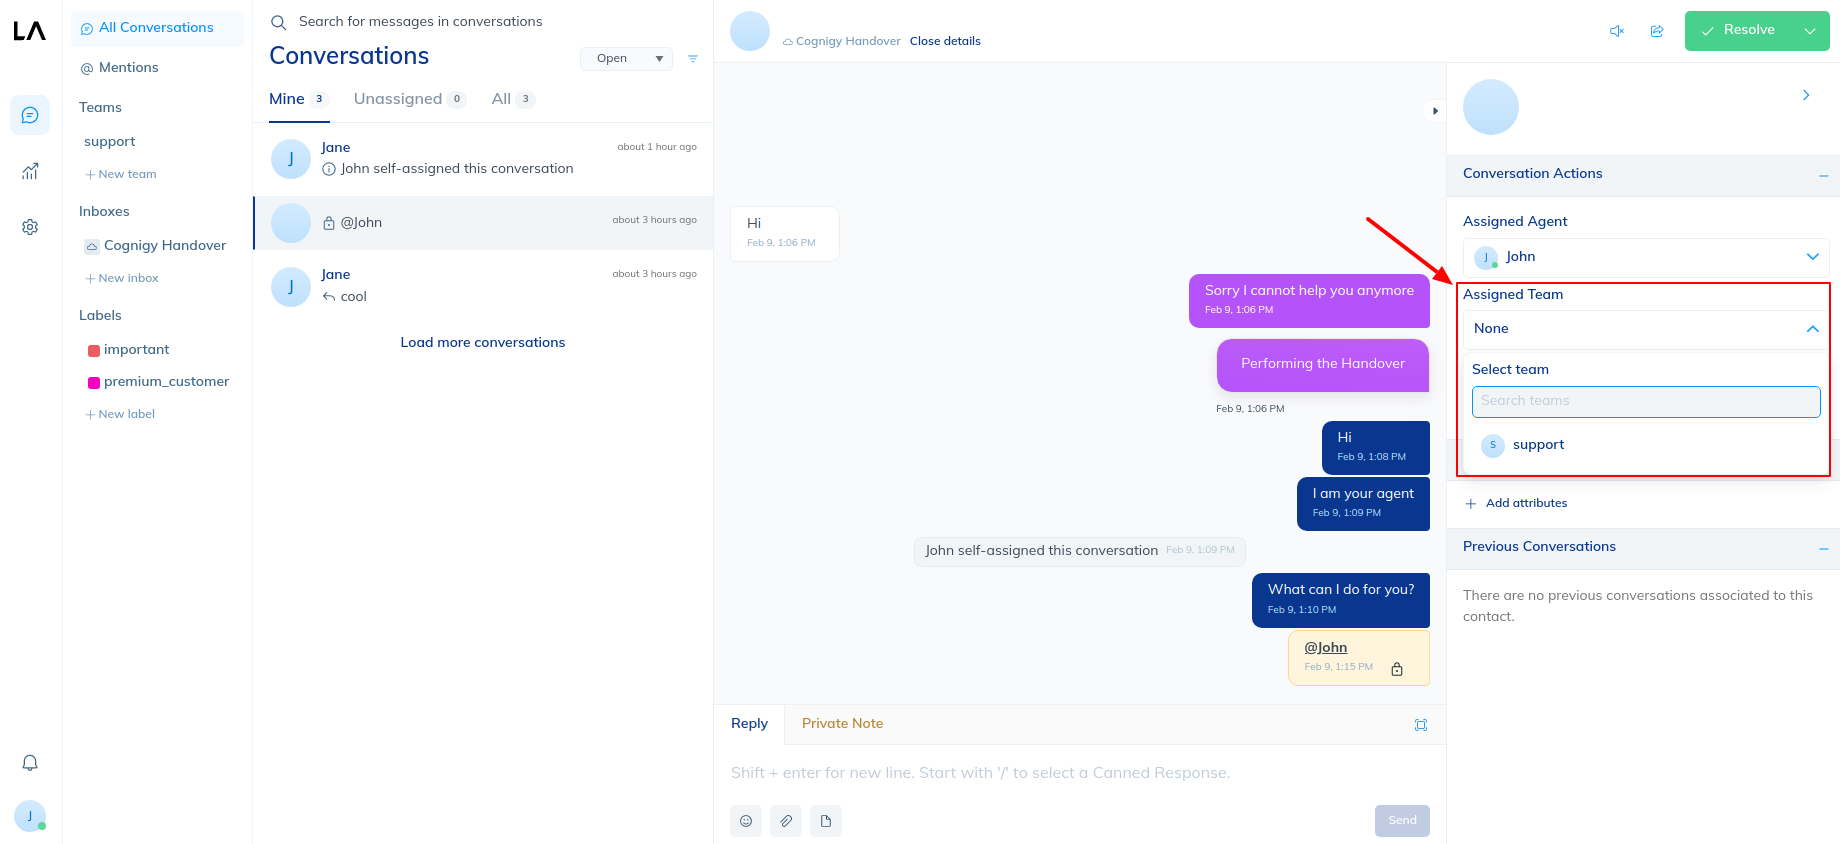 LA
All Conversations
Mentions
Teams
support
New team
Inboxes
Cognigy Handover
New inbox
Labels
important
premium_customer
New label
J
Search for messages in conversations
Conversations
Open
Mine 3
Unassigned 0
All 3
J
Jane
about 1 hour ago
John self-assigned this conversation
@John
about 3 hours ago
J
Jane
about 3 hours ago
cool
Load more conversations
Cognigy Handover Close details
Resolve
Hi
Feb 9, 1:06 PM
Sorry I cannot help you anymore
Feb 9, 1:06 PM
Performing the Handover
Feb 9, 1:06 PM
Hi
Feb 9, 1:08 PM
I am your agent
Feb 9, 1:09 PM
John self-assigned this conversation Feb 9, 1:09 PM
What can I do for you?
Feb 9, 1:10 PM
@John
Feb 9, 1:15 PM
Reply
Private Note
Shift + enter for new line. Start with '/' to select a Canned Response.
Send
Conversation Actions
Assigned Agent
J John
Assigned Team
None
Select team
Search teams
S support
Add attributes
Previous Conversations
There are no previous conversations associated to this
contact.